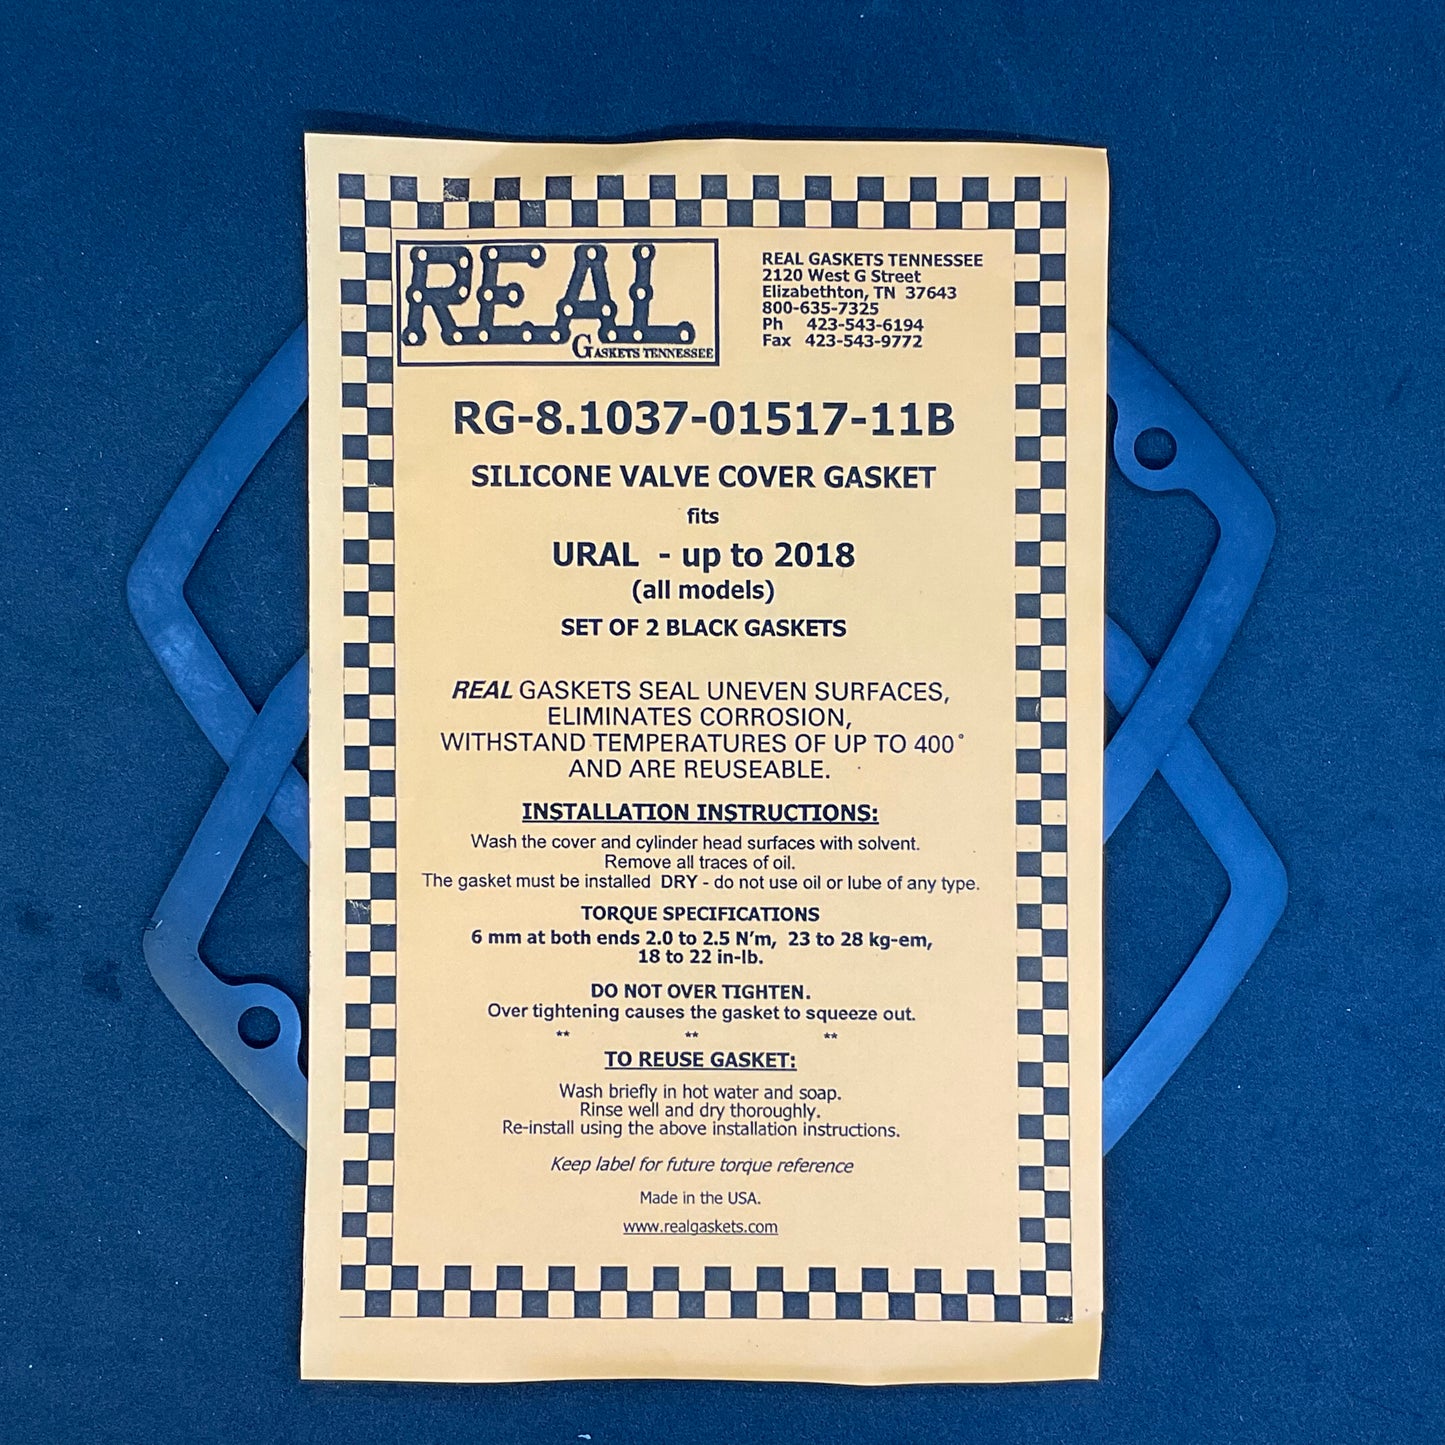 REAL
GASKETS TENNESSEE
REAL GASKETS TENNESSEE
2120 West G Street
Elizabethton, TN 37643
800-635-7325
Ph 423-543-6194
Fax 423-543-9772
RG-8.1037-01517-11B
SILICONE VALVE COVER GASKET
fits
URAL - up to 2018
(all models)
SET OF 2 BLACK GASKETS
REAL GASKETS SEAL UNEVEN SURFACES,
ELIMINATES CORROSION,
WITHSTAND TEMPERATURES OF UP TO 400°
AND ARE REUSEABLE.
INSTALLATION INSTRUCTIONS:
Wash the cover and cylinder head surfaces with solvent.
Remove all traces of oil.
The gasket must be installed DRY - do not use oil or lube of any type.
TORQUE SPECIFICATIONS
6 mm at both ends 2.0 to 2.5 N'm, 23 to 28 kg-em,
18 to 22 in-lb.
DO NOT OVER TIGHTEN.
Over tightening causes the gasket to squeeze out.
** ** **
TO REUSE GASKET:
Wash briefly in hot water and soap.
Rinse well and dry thoroughly.
Re-install using the above installation instructions.
Keep label for future torque reference
Made in the USA.
www.realgaskets.com